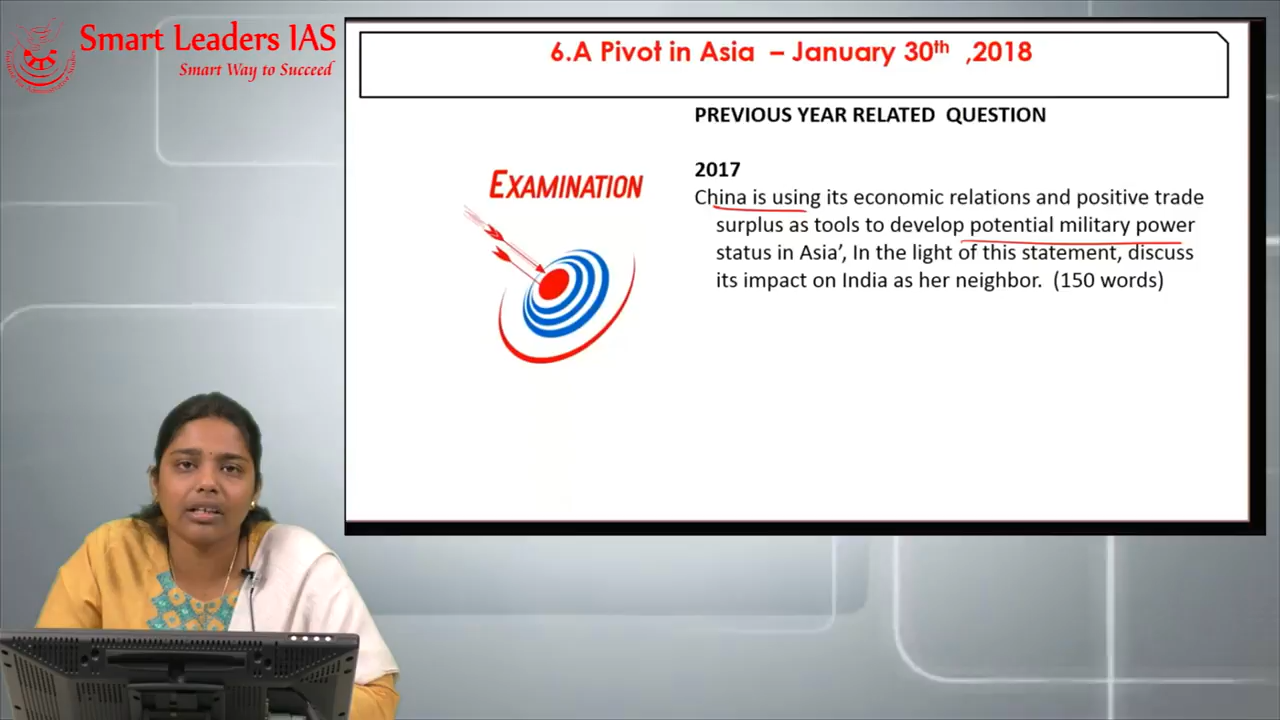 Smart Leaders IAS
Smart Way to Succeed
6.A Pivot in Asia – January 30th ,2018
PREVIOUS YEAR RELATED QUESTION
EXAMINATION
2017
China is using its economic relations and positive trade
surplus as tools to develop potential military power
status in Asia’, In the light of this statement, discuss
its impact on India as her neighbor. (150 words)